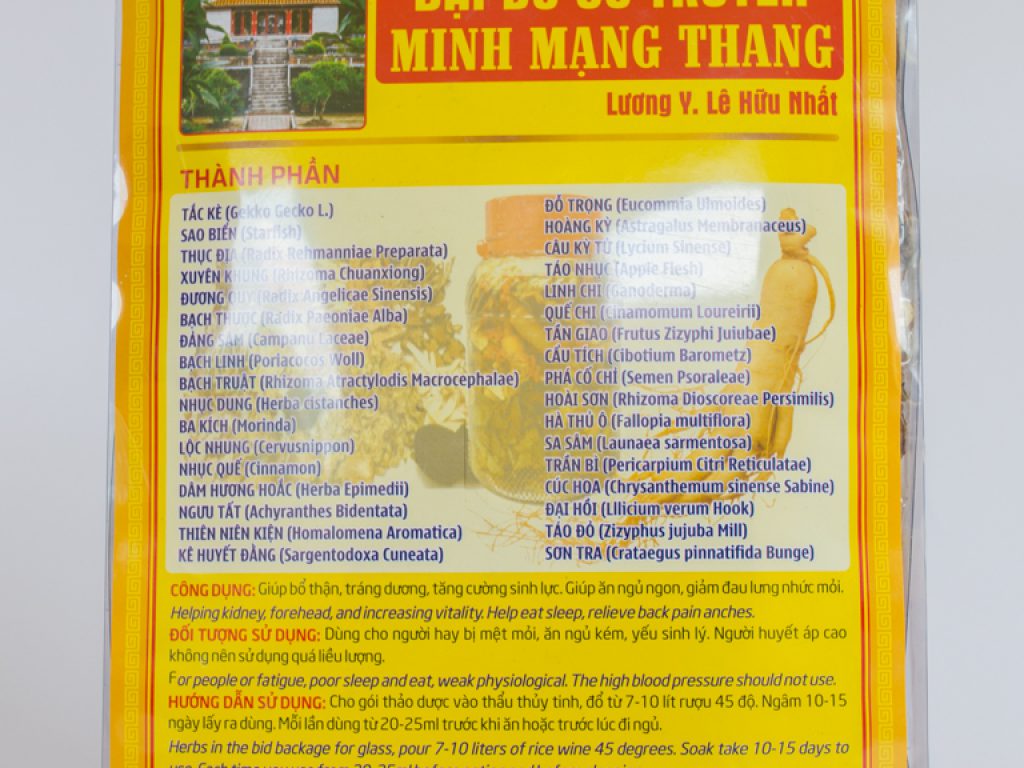 MINH MẠNG THANG
Lương Y. Lê Hữu Nhất
THÀNH PHẦN
TẮC KÈ (Gekko Gecko L.)
SAO BIỂN (Starfish)
THỤC ĐỊA (Radix Rehmanniae Preparata)
XUYÊN KHUNG (Rhizoma Chuanxiong)
ĐƯƠNG QUY (Radix Angelicae Sinensis)
BẠCH THƯỢC (Radix Paeoniae Alba)
ĐẢNG SÂM (Campanu Laceae)
BẠCH LINH (Poriacocos Woll)
BẠCH TRUẬT (Rhizoma Atractylodis Macrocephalae)
NHỤC DUNG (Herba cistanches)
BA KÍCH (Morinda)
LỘC NHUNG (Cervusnippon)
NHỤC QUẾ (Cinnamon)
DÂM HƯƠNG HOẮC (Herba Epimedii)
NGƯU TẤT (Achyranthes Bidentata)
THIÊN NIÊN KIỆN (Homalomena Aromatica)
KÊ HUYẾT ĐẰNG (Sargentodoxa Cuneata)
ĐỖ TRỌNG (Eucommia Ulmoides)
HOÀNG KỲ (Astragalus Membranaceus)
CÂU KỲ TỬ (Lycium Sinense)
TÁO NHỤC (Apple Flesh)
LINH CHI (Ganoderma)
QUẾ CHI (Cinamomum Loureirii)
TẦN GIAO (Frutus Zizyphi Juiubae)
CẨU TÍCH (Cibotium Barometz)
PHÁ CỐ CHỈ (Semen Psoraleae)
HOÀI SƠN (Rhizoma Dioscoreae Persimilis)
HÀ THỦ Ô (Fallopia multiflora)
SA SÂM (Launaea sarmentosa)
TRẦN BÌ (Pericarpium Citri Reticulatae)
CÚC HOA (Chrysanthemum sinense Sabine)
ĐẠI HỒI (Lllicium verum Hook)
TÁO ĐỎ (Zizyphus jujuba Mill)
SƠN TRA (Crataegus pinnatifida Bunge)
CÔNG DỤNG: Giúp bổ thận, tráng dương, tăng cường sinh lực. Giúp ăn ngủ ngon, giảm đau lưng nhức mỏi.
Helping kidney, forehead, and increasing vitality. Help eat sleep, relieve back pain anches.
ĐỐI TƯỢNG SỬ DỤNG: Dùng cho người hay bị mệt mỏi, ăn ngủ kém, yếu sinh lý. Người huyết áp cao
không nên sử dụng quá liều lượng.
For people or fatigue, poor sleep and eat, weak physiological. The high blood pressure should not use.
HƯỚNG DẪN SỬ DỤNG: Cho gói thảo dược vào thẩu thủy tinh, đổ từ 7-10 lít rượu 45 độ. Ngâm 10-15
ngày lấy ra dùng. Mỗi lần dùng từ 20-25ml trước khi ăn hoặc trước lúc đi ngủ.
Herbs in the bid backage for glass, pour 7-10 liters of rice wine 45 degrees. Soak take 10-15 days to